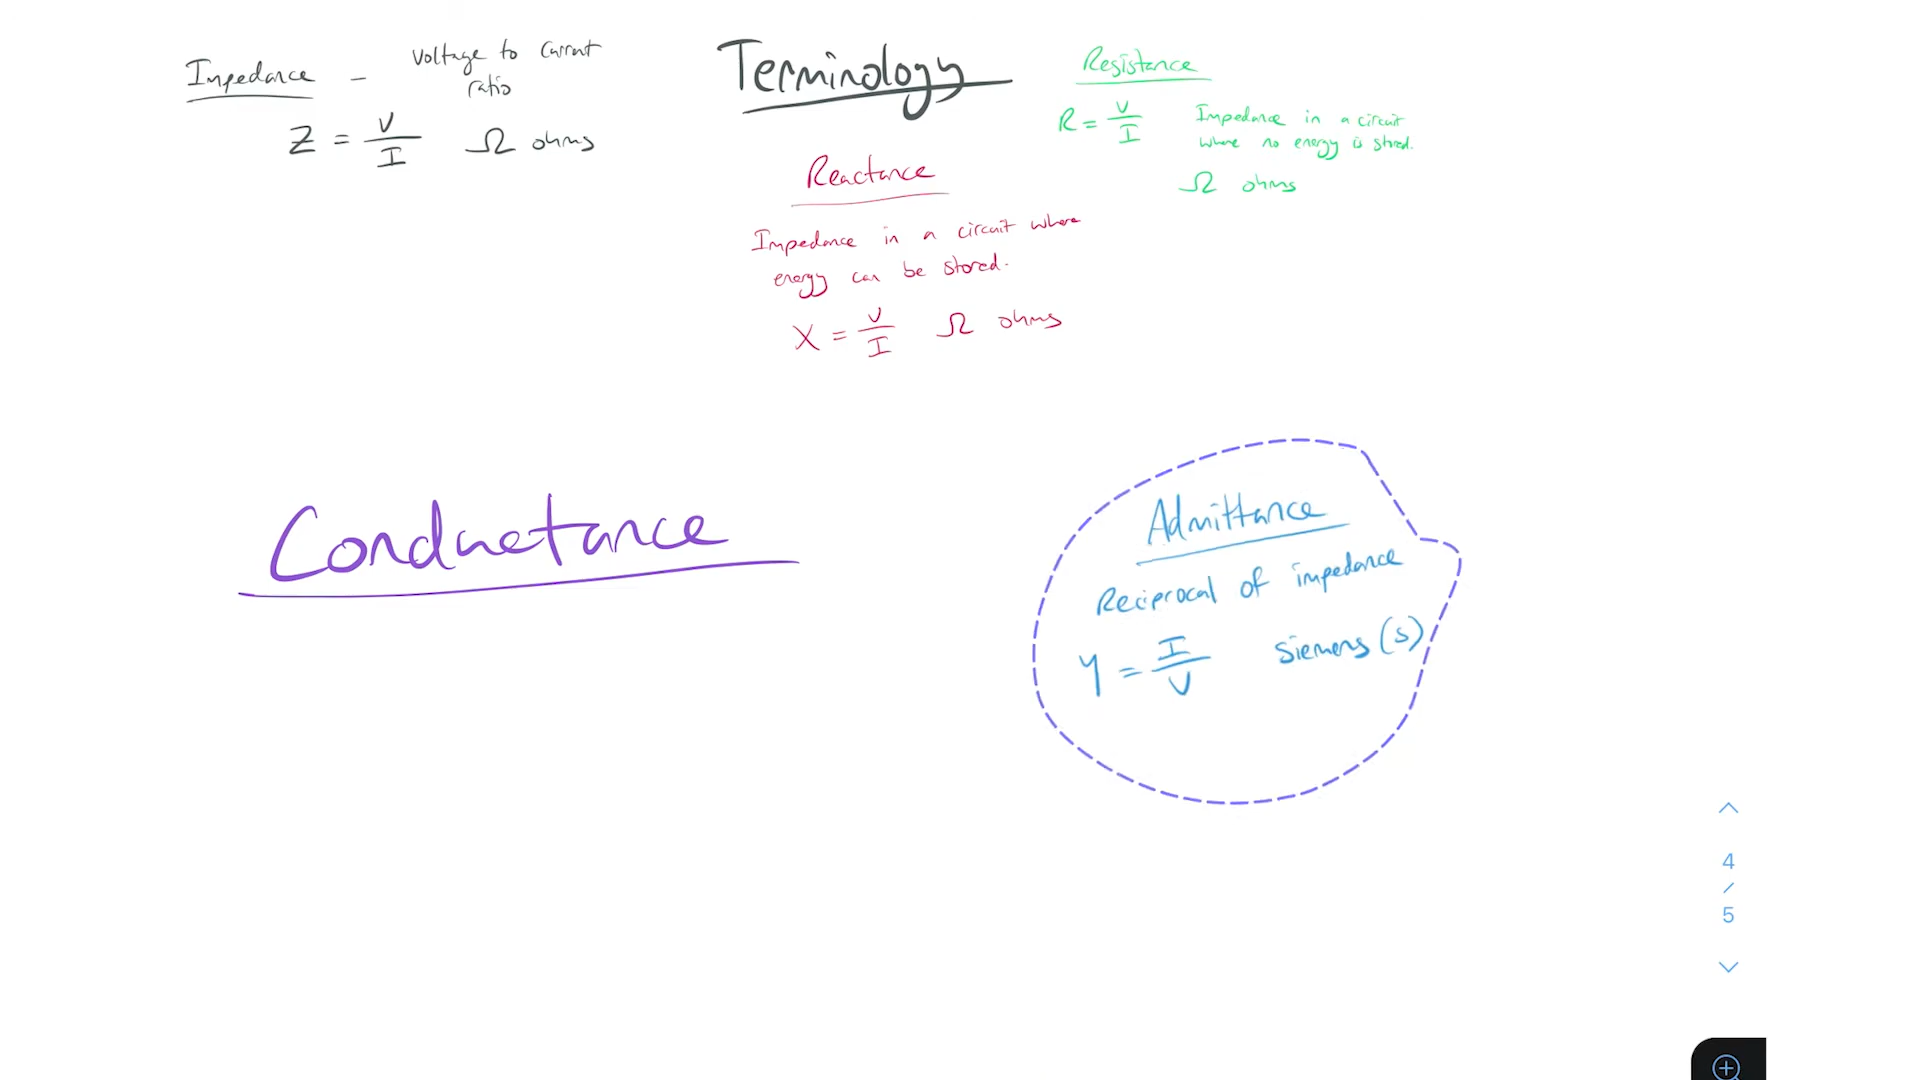 Impedance - Voltage to Current
ratio
Z = V/I Ω ohms
Terminology
Resistance
R = V/I Impedance in a circuit
where no energy is stored.
Ω ohms
Reactance
Impedance in a circuit where
energy can be stored.
X = V/I Ω ohms
Conductance
Admittance
Reciprocal of impedance
Y = I/V Siemens (s)
4
/
5